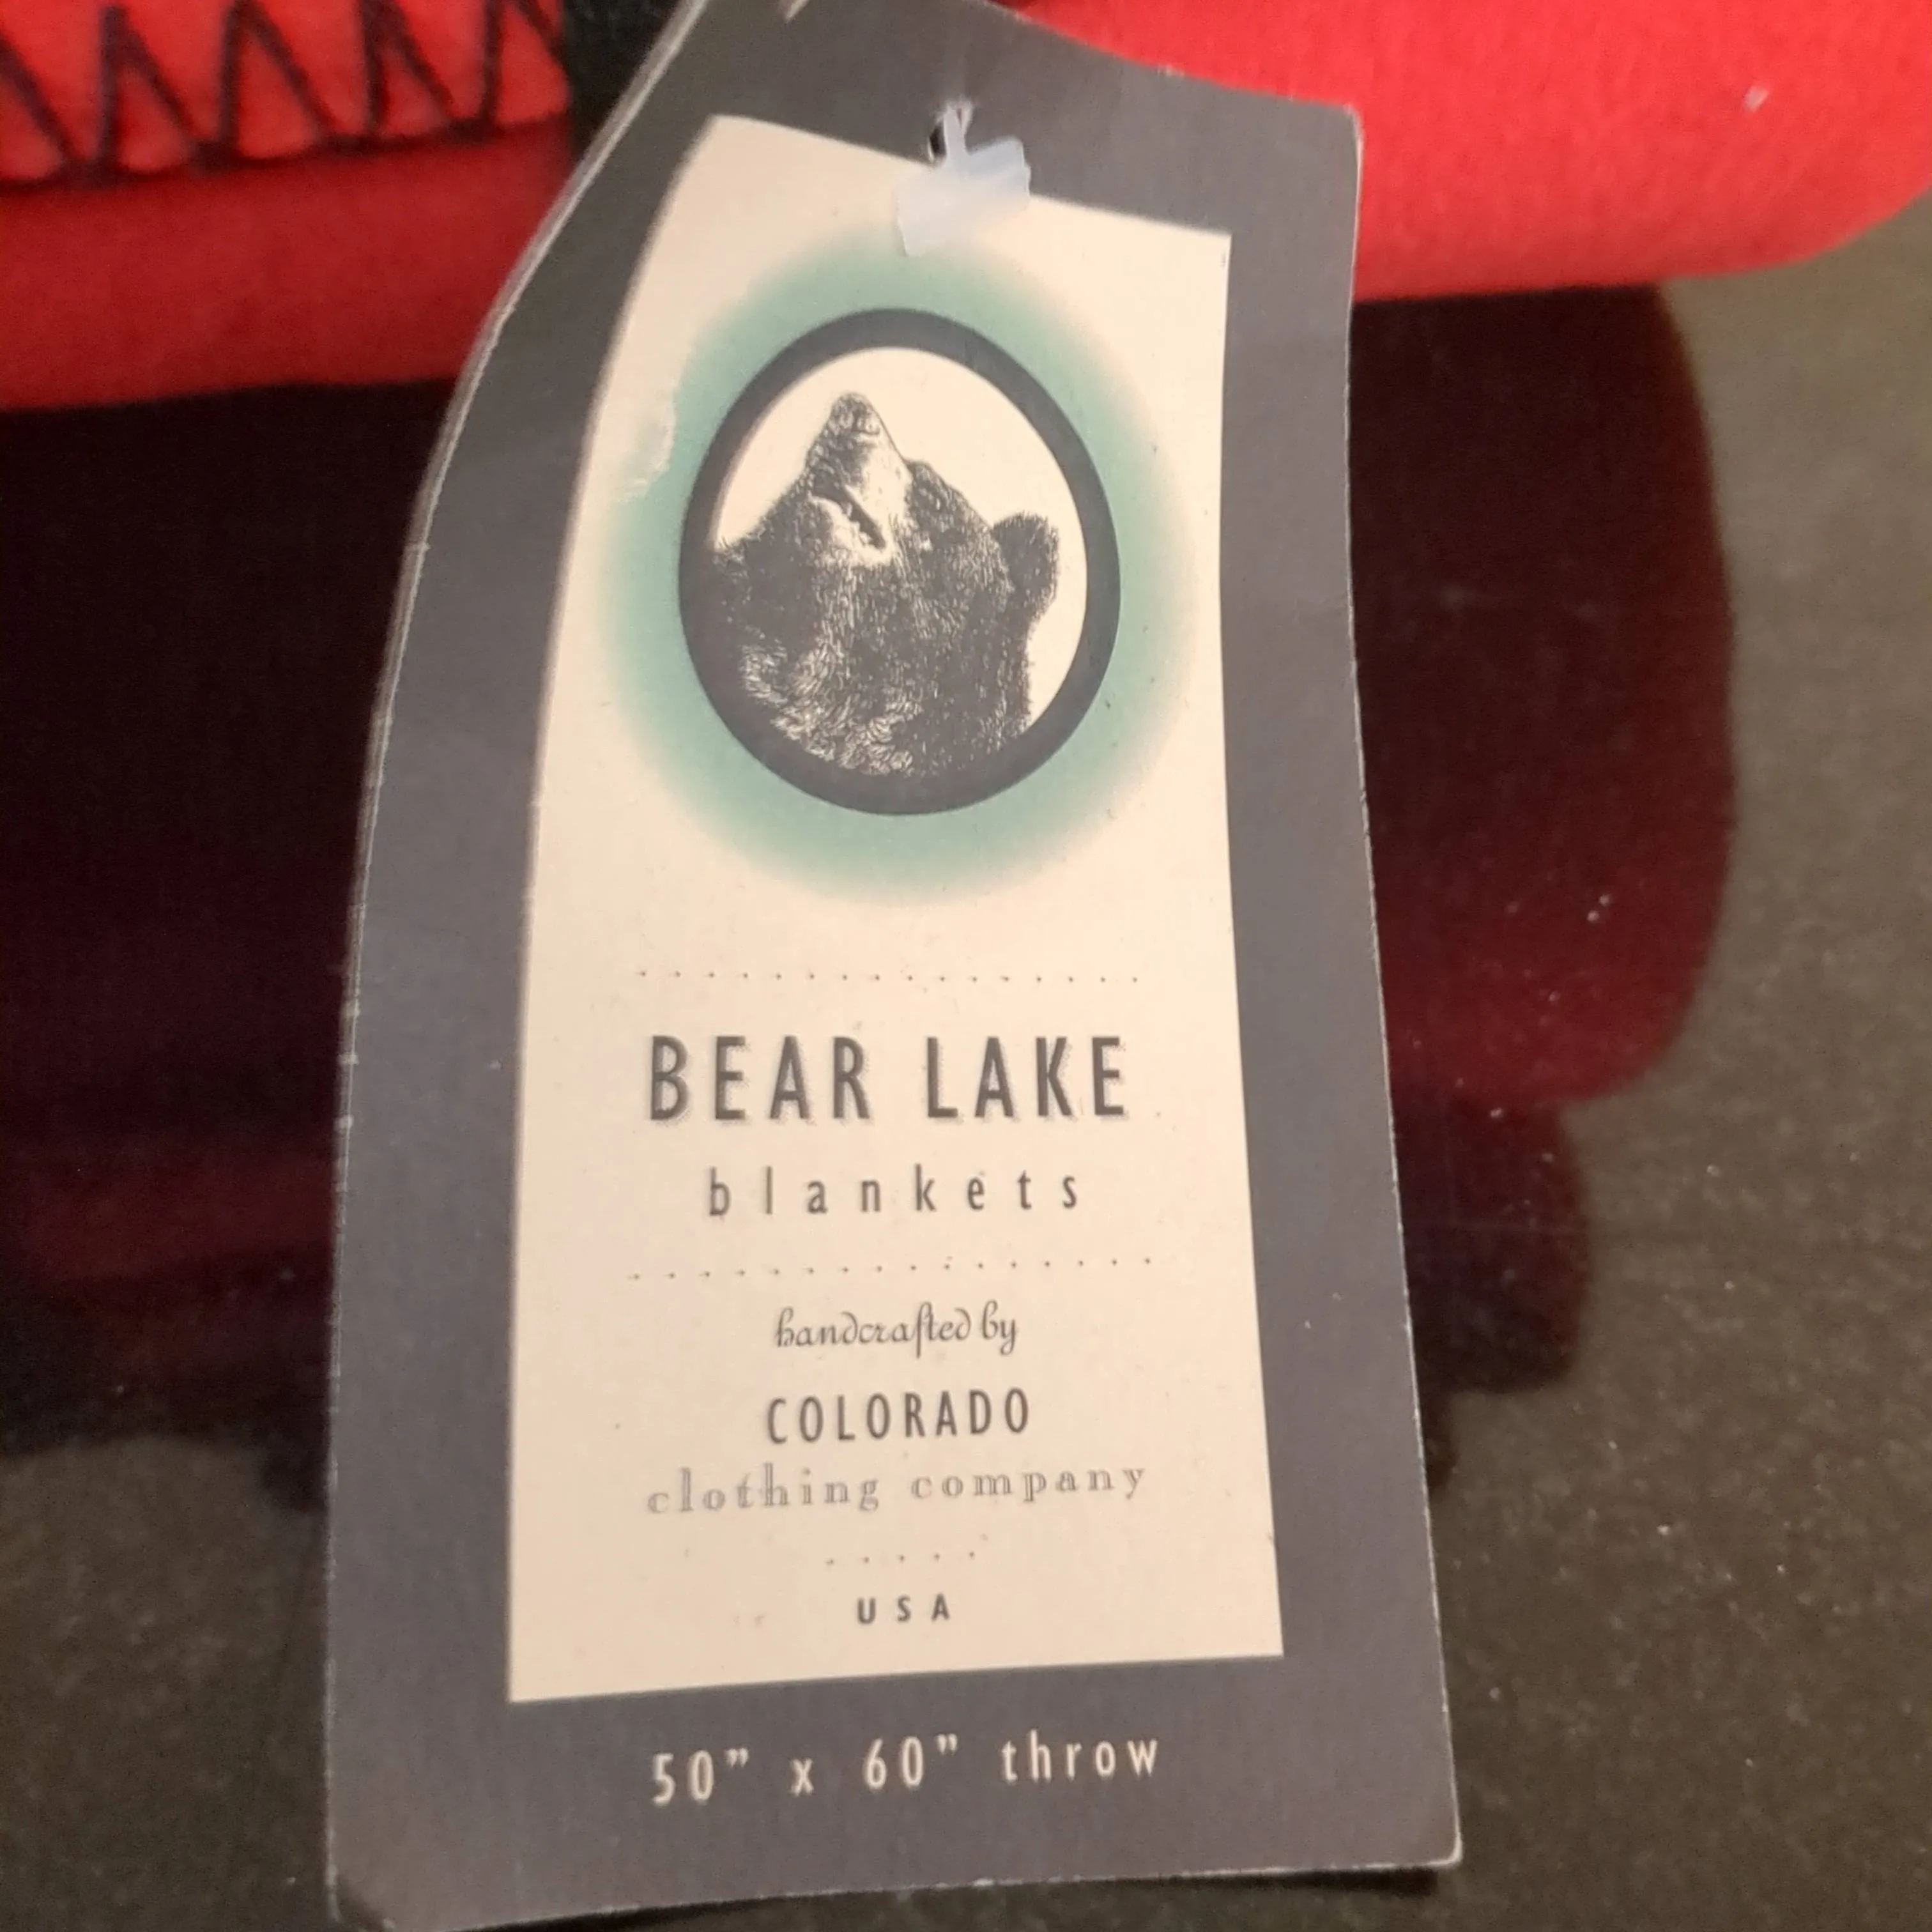 BEAR LAKE
blankets
handcrafted by
COLORADO
clothing company
USA
50” x 60” throw